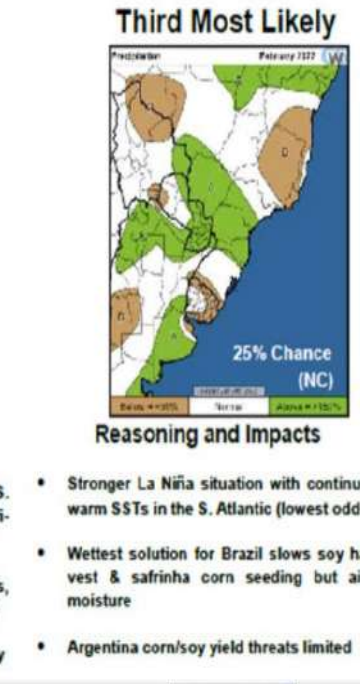 Third Most Likely
Precipitation February 2022
25% Chance
(NC)
Normal
Reasoning and Impacts
• Stronger La Niña situation with continu
warm SSTs in the S. Atlantic (lowest odd
• Wettest solution for Brazil slows soy ha
vest & safrinha corn seeding but ai
moisture
• Argentina corn/soy yield threats limited
S.
i-
s,
y